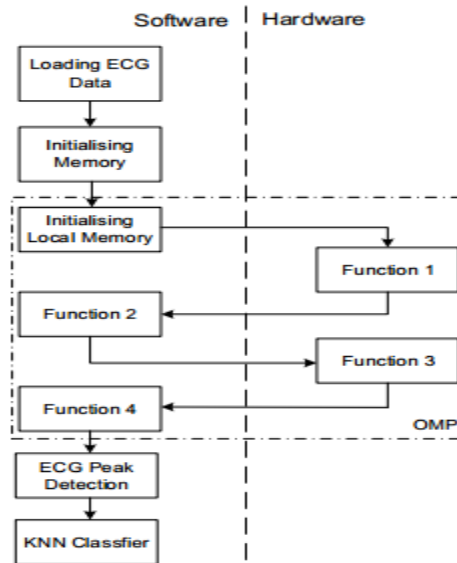 Software Hardware
Loading ECG
Data
Initialising
Memory
Initialising
Local Memory
Function 1
Function 2
Function 3
Function 4
OMP
ECG Peak
Detection
KNN Classfier